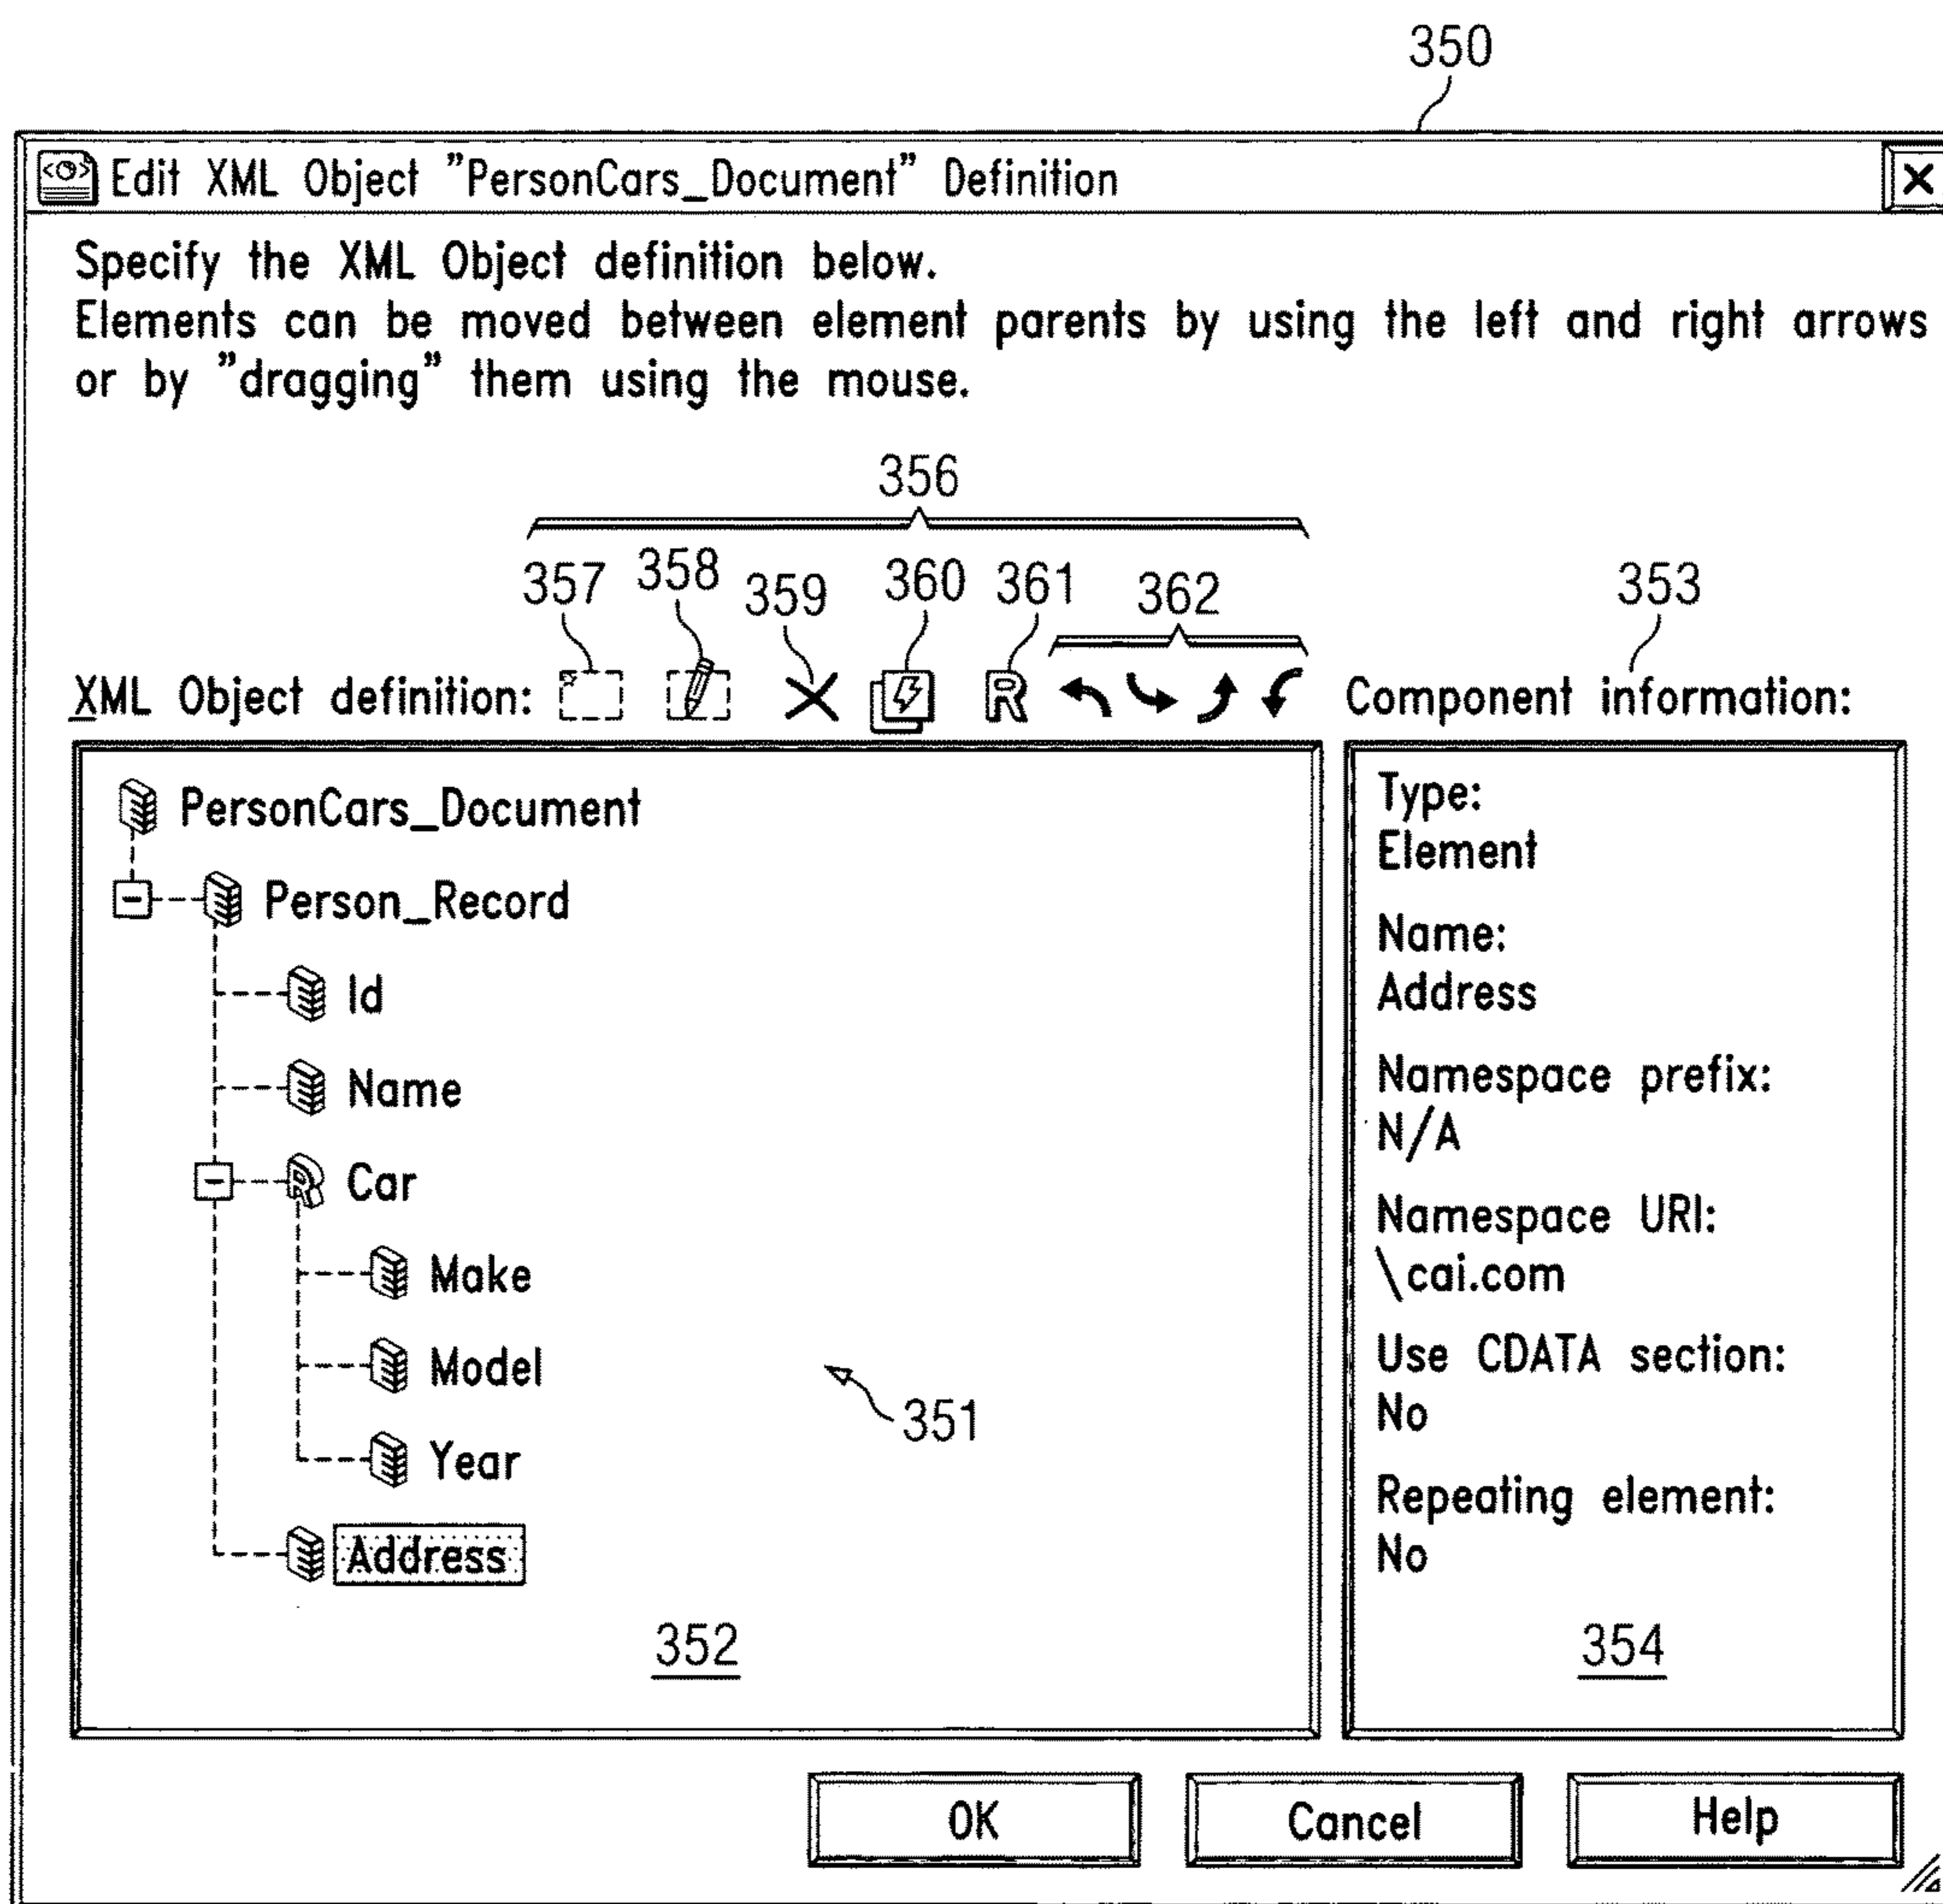 350
Edit XML Object "PersonCars_Document" Definition
Specify the XML Object definition below.
Elements can be moved between element parents by using the left and right arrows
or by "dragging" them using the mouse.
356
357 358 359 360 361 362 353
XML Object definition: R Component information:
PersonCars_Document
Person_Record
Id
Name
R Car
Make
Model
Year
Address
351
352
Type:
Element
Name:
Address
Namespace prefix:
N/A
Namespace URI:
\cai.com
Use CDATA section:
No
Repeating element:
No
354
OK Cancel Help